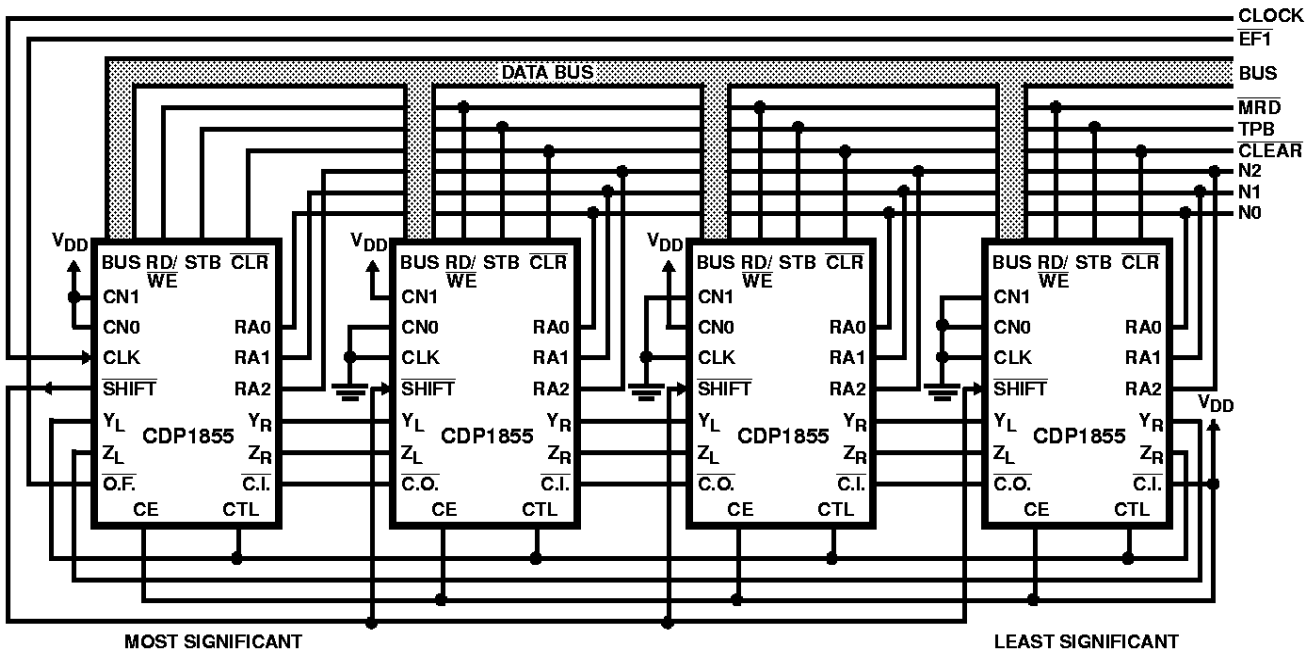 CLOCK
EF1
DATA BUS
BUS
MRD
TPB
CLEAR
N2
N1
N0
VDD
BUS RD/ STB CLR
WE
CN1
CN0
RA0
CLK
RA1
SHIFT
RA2
YL
YR
CDP1855
ZL
ZR
O.F.
C.I.
CE
CTL
VDD
BUS RD/ STB CLR
WE
CN1
CN0
RA0
CLK
RA1
SHIFT
RA2
YL
YR
CDP1855
ZL
ZR
C.O.
C.I.
CE
CTL
VDD
BUS RD/ STB CLR
WE
CN1
CN0
RA0
CLK
RA1
SHIFT
RA2
YL
YR
CDP1855
ZL
ZR
C.O.
C.I.
CE
CTL
BUS RD/ STB CLR
WE
CN1
CN0
RA0
CLK
RA1
SHIFT
RA2
VDD
YL
YR
CDP1855
ZL
ZR
C.O.
C.I.
CE
CTL
MOST SIGNIFICANT
LEAST SIGNIFICANT